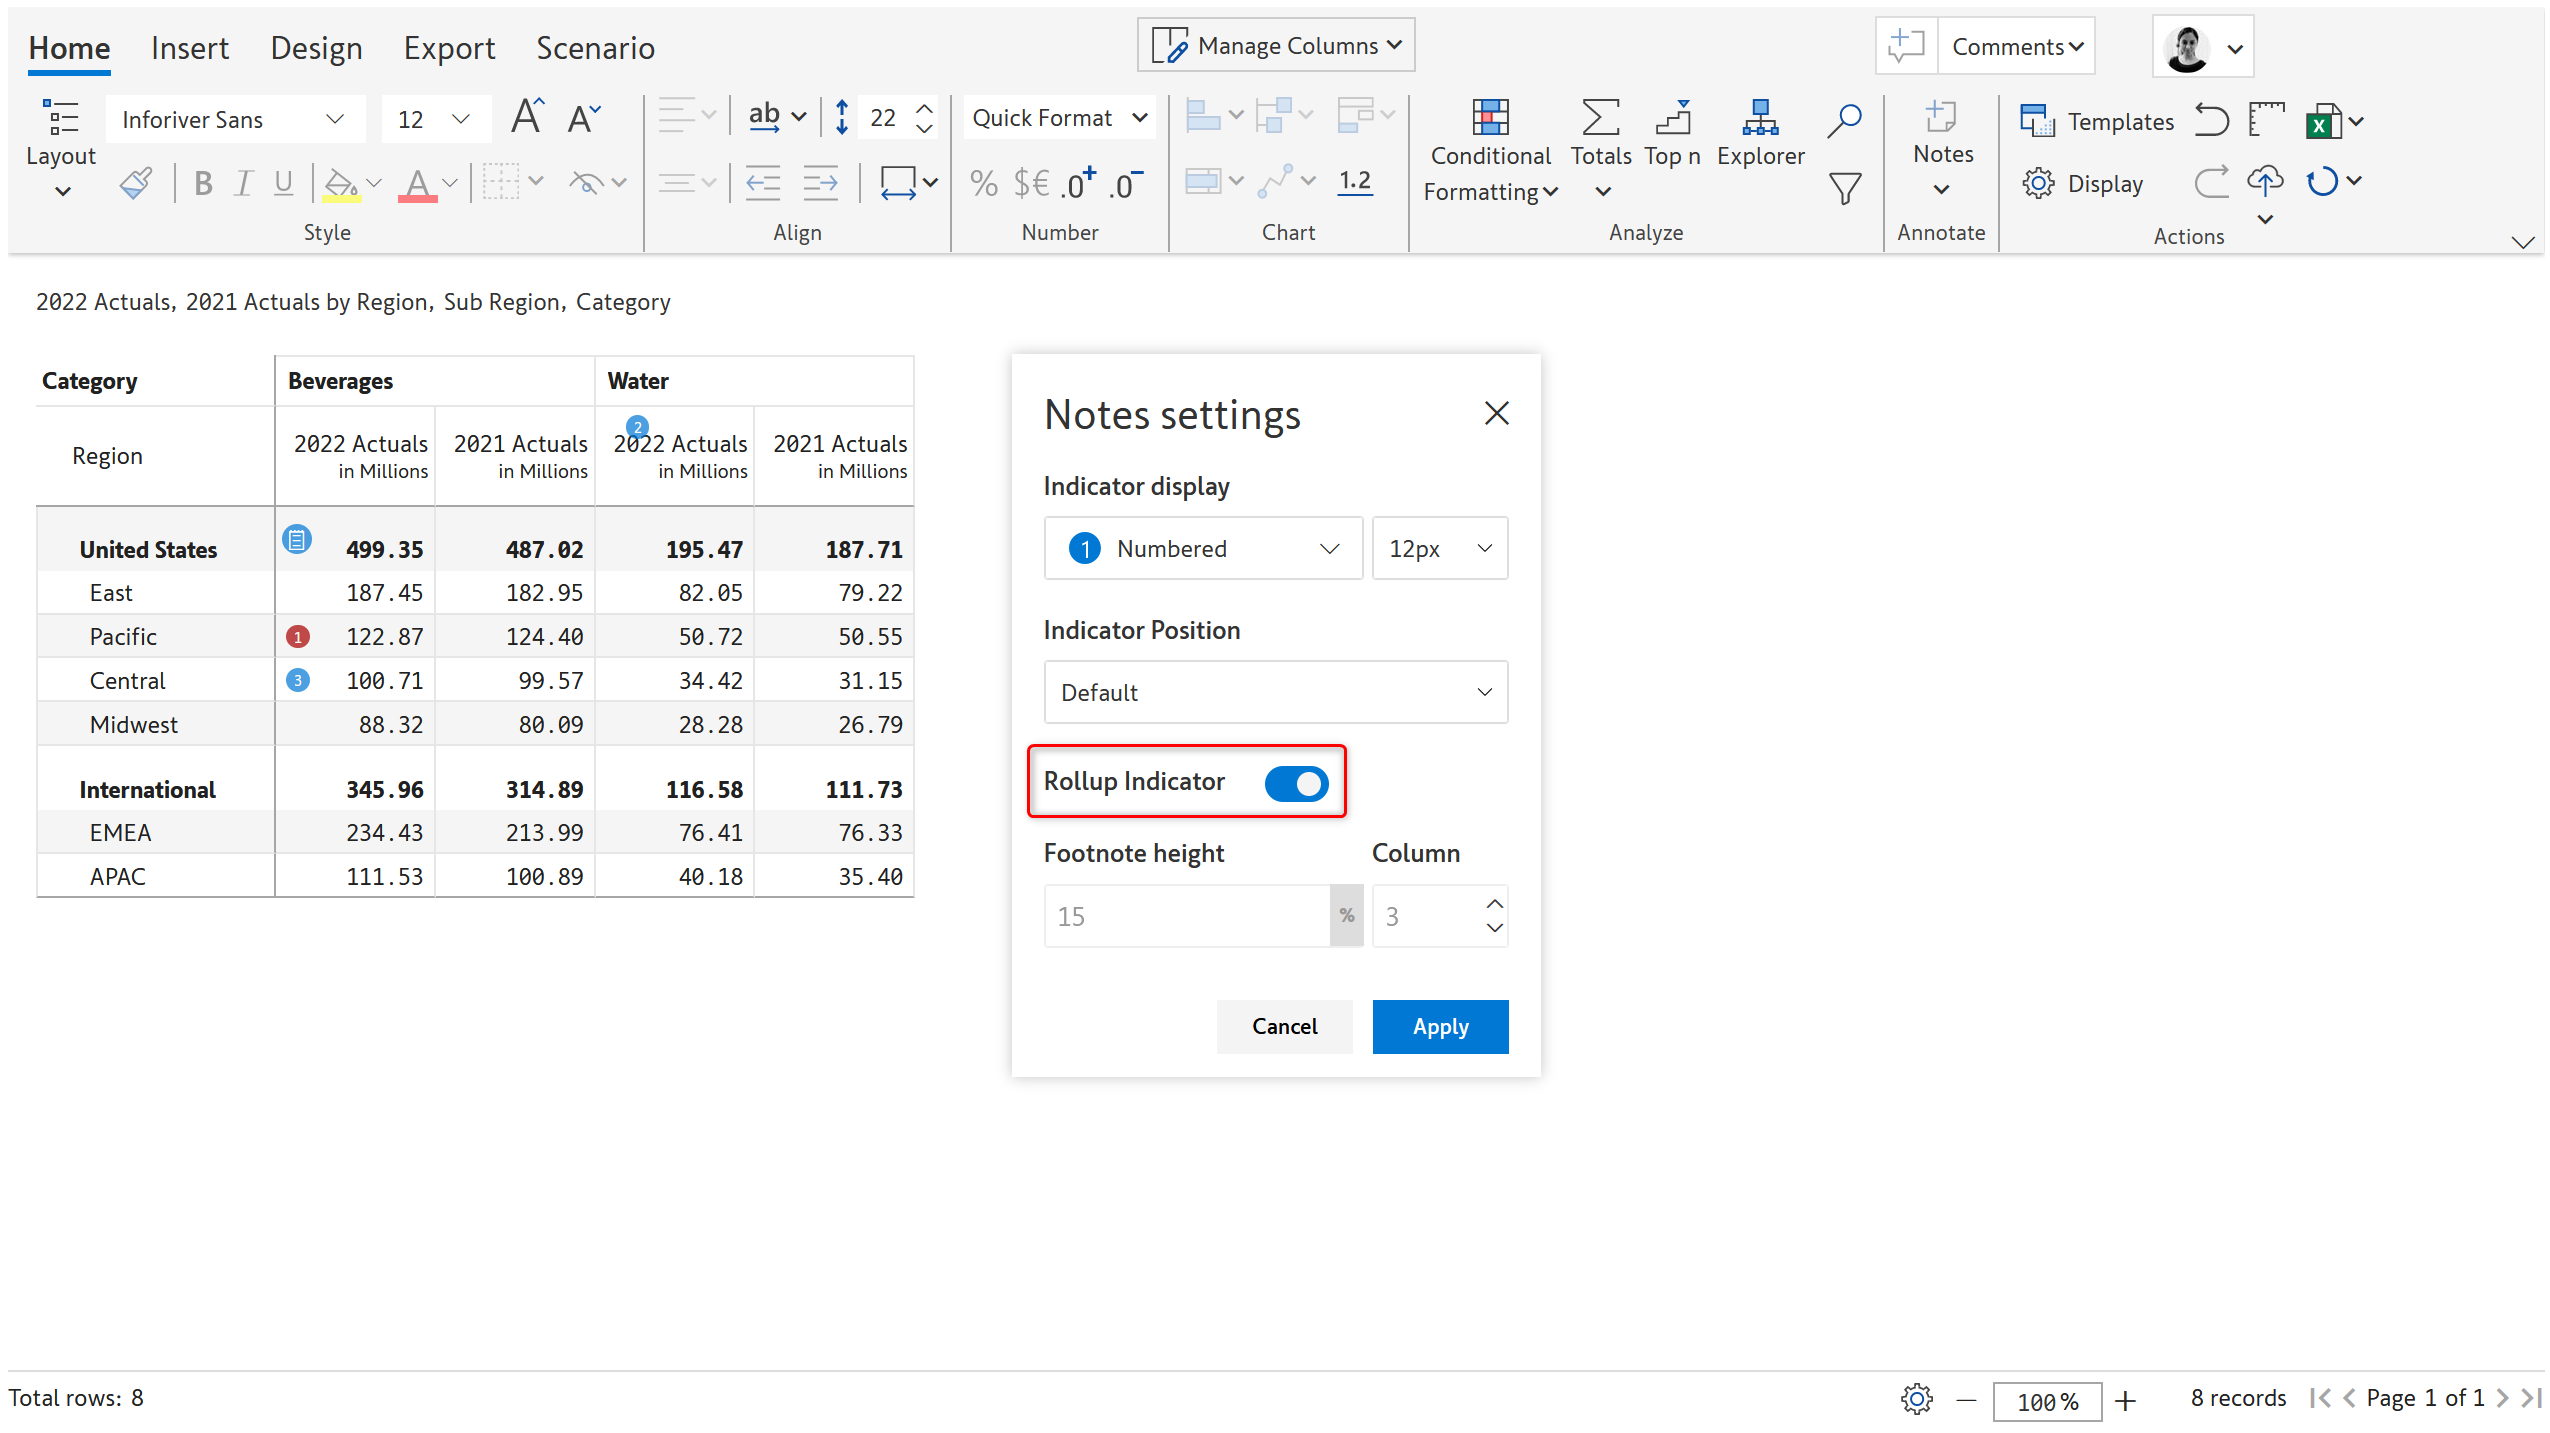 Home Insert Design Export Scenario Manage Columns Comments
Inforiver Sans 12 A A ab 22 Quick Format Templates
Layout Conditional Formatting Totals Top n Explorer Notes
B I U A % $€ .0+ .0− 1.2 Display
Style Align Number Chart Analyze Annotate Actions
2022 Actuals, 2021 Actuals by Region, Sub Region, Category
Category Beverages Water
Region 2022 Actuals in Millions 2021 Actuals in Millions 2 2022 Actuals in Millions 2021 Actuals in Millions
United States 499.35 487.02 195.47 187.71
East 187.45 182.95 82.05 79.22
Pacific 1 122.87 124.40 50.72 50.55
Central 3 100.71 99.57 34.42 31.15
Midwest 88.32 80.09 28.28 26.79
International 345.96 314.89 116.58 111.73
EMEA 234.43 213.99 76.41 76.33
APAC 111.53 100.89 40.18 35.40
Notes settings
Indicator display
1 Numbered 12px
Indicator Position
Default
Rollup Indicator
Footnote height Column
15 % 3
Cancel Apply
Total rows: 8 100% 8 records Page 1 of 1